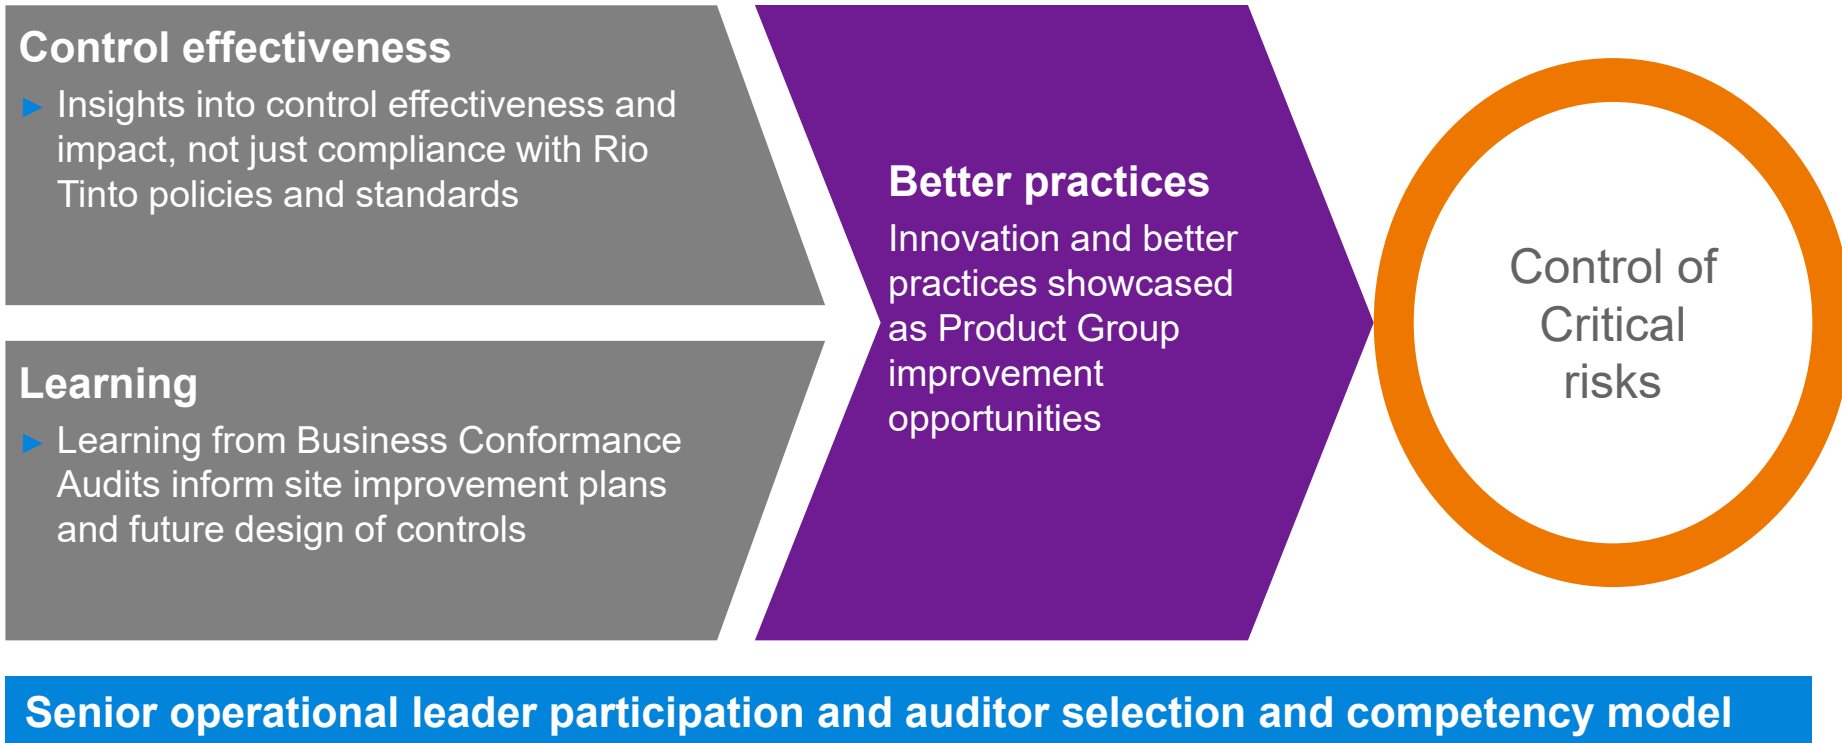 Control effectiveness
► Insights into control effectiveness and
impact, not just compliance with Rio
Tinto policies and standards
Learning
► Learning from Business Conformance
Audits inform site improvement plans
and future design of controls
Better practices
Innovation and better
practices showcased
as Product Group
improvement
opportunities
Control of
Critical
risks
Senior operational leader participation and auditor selection and competency model